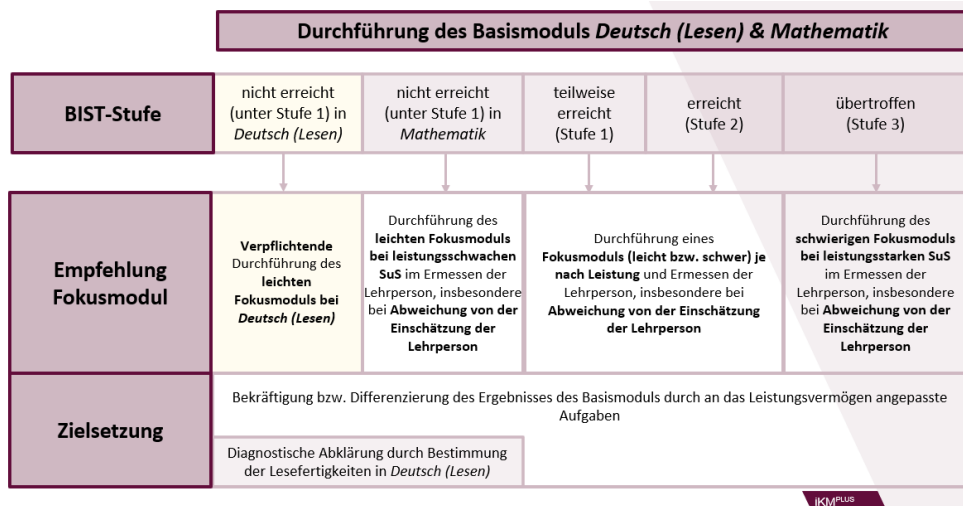 Durchführung des Basismoduls Deutsch (Lesen) & Mathematik
BIST-Stufe
nicht erreicht
(unter Stufe 1) in
Deutsch (Lesen)
nicht erreicht
(unter Stufe 1) in
Mathematik
teilweise
erreicht
(Stufe 1)
erreicht
(Stufe 2)
übertroffen
(Stufe 3)
Empfehlung
Fokusmodul
Verpflichtende
Durchführung des
leichten
Fokusmoduls bei
Deutsch (Lesen)
Durchführung des
leichten Fokusmoduls
bei leistungsschwachen
SuS im Ermessen der
Lehrperson, insbesondere
bei Abweichung von der
Einschätzung der
Lehrperson
Durchführung eines
Fokusmoduls (leicht bzw. schwer) je
nach Leistung und Ermessen der
Lehrperson, insbesondere bei
Abweichung von der Einschätzung
der Lehrperson
Durchführung des
schwierigen Fokusmoduls
bei leistungsstarken SuS
im Ermessen der
Lehrperson, insbesondere
bei Abweichung von der
Einschätzung der
Lehrperson
Zielsetzung
Bekräftigung bzw. Differenzierung des Ergebnisses des Basismoduls durch an das Leistungsvermögen angepasste
Aufgaben
Diagnostische Abklärung durch Bestimmung
der Lesefertigkeiten in Deutsch (Lesen)
iKMPLUS